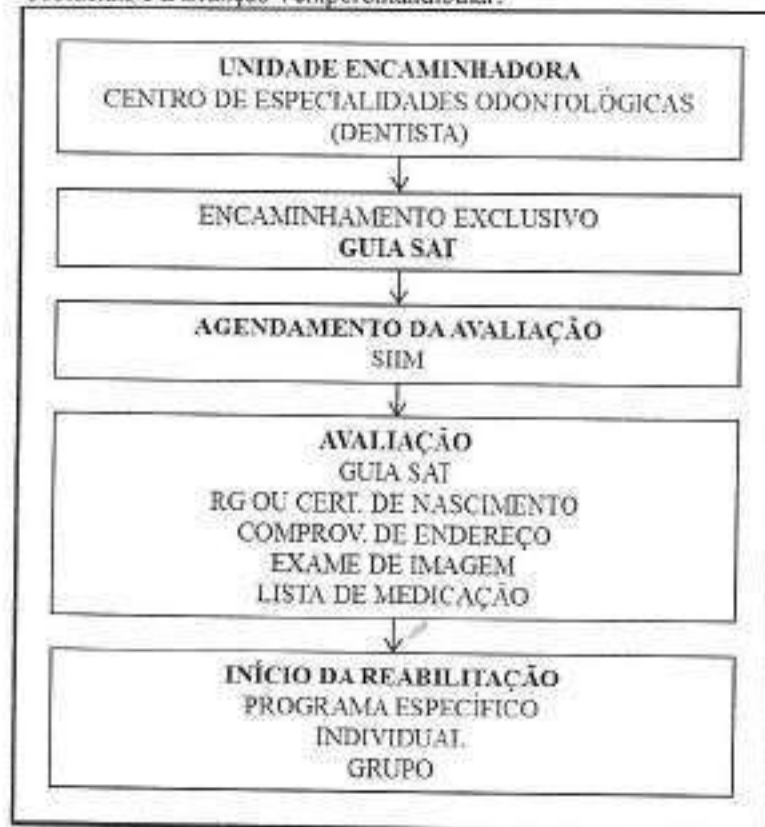 UNIDADE ENCAMINHADORA
CENTRO DE ESPECIALIDADES ODONTOLÓGICAS
(DENTISTA)
ENCAMINHAMENTO EXCLUSIVO
GUIA SAT
AGENDAMENTO DA AVALIAÇÃO
SIIM
AVALIAÇÃO
GUIA SAT
RG OU CERT. DE NASCIMENTO
COMPROV. DE ENDEREÇO
EXAME DE IMAGEM
LISTA DE MEDICAÇÃO
INÍCIO DA REABILITAÇÃO
PROGRAMA ESPECÍFICO
INDIVIDUAL
GRUPO